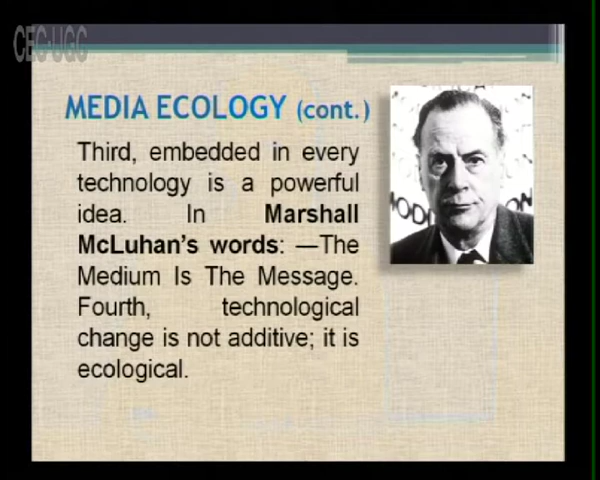 CEC-UGC
MEDIA ECOLOGY (cont.)
Third, embedded in every
technology is a powerful
idea. In Marshall
McLuhan's words: —The
Medium Is The Message.
Fourth, technological
change is not additive; it is
ecological.